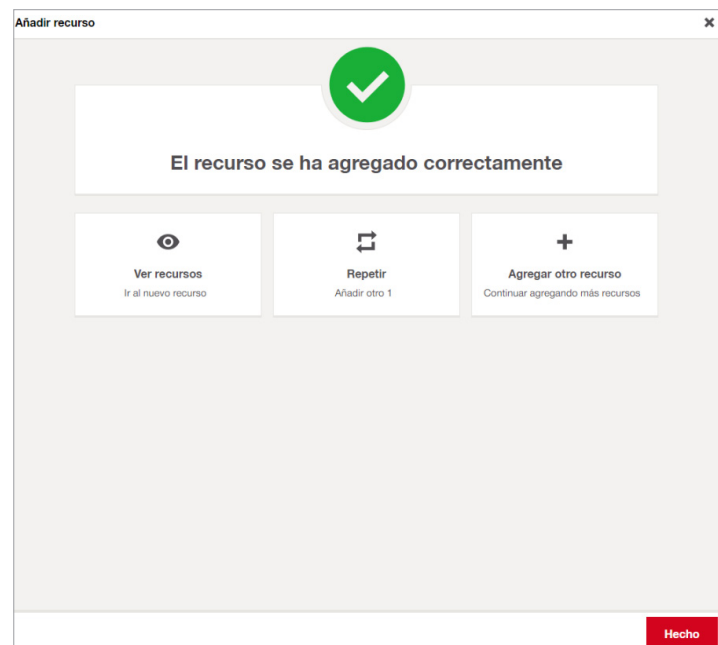 Añadir recurso
El recurso se ha agregado correctamente
Ver recursos
Ir al nuevo recurso
Repetir
Añadir otro 1
Agregar otro recurso
Continuar agregando más recursos
Hecho